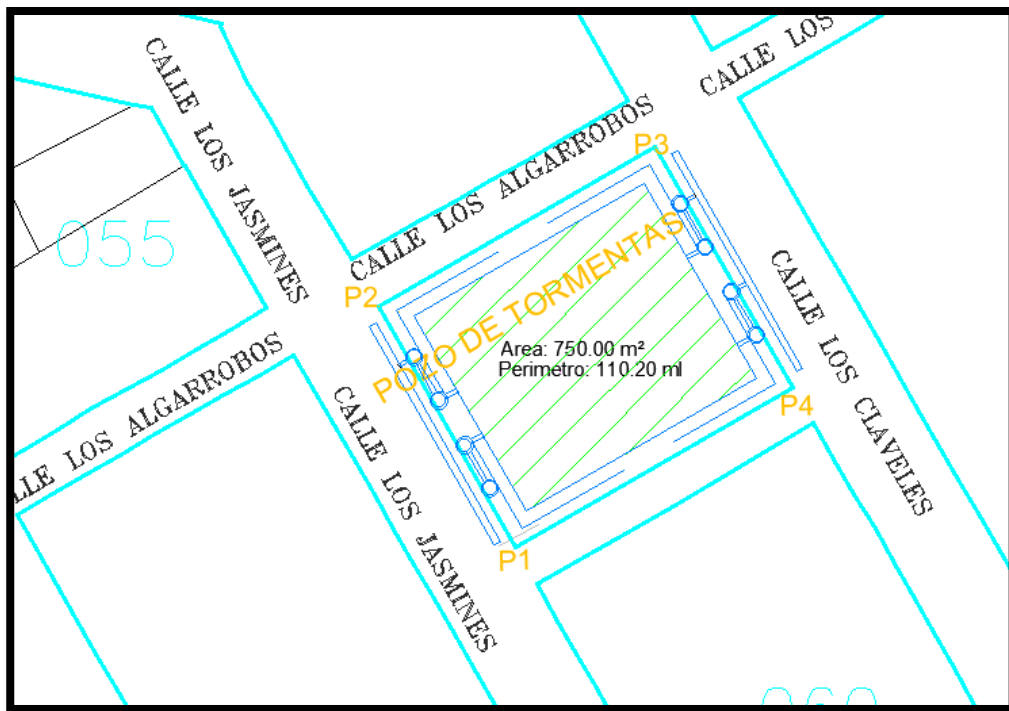 CALLE LOS JASMINES
CALLE LOS
CALLE LOS ALGARROBOS
P3
055
P2
POZO DE TORMENTAS
Area: 750.00 m²
Perimetro: 110.20 ml
CALLE LOS CLAVELES
LLE LOS ALGARROBOS
P4
CALLE LOS JASMINES
P1